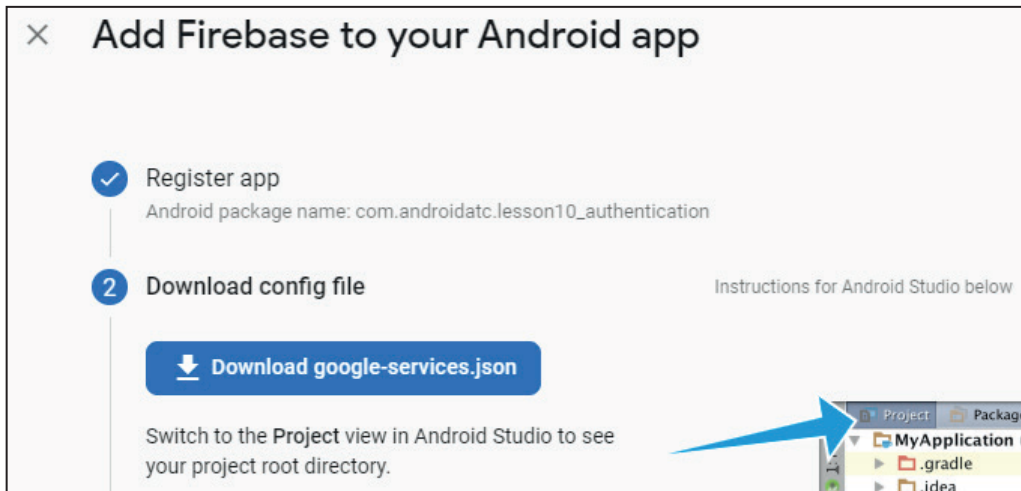 Add Firebase to your Android app
Register app
Android package name: com.androidatc.lesson10_authentication
2 Download config file
Instructions for Android Studio below
Download google-services.json
Switch to the Project view in Android Studio to see
your project root directory.
Project Packag
MyApplication
.gradle
.idea